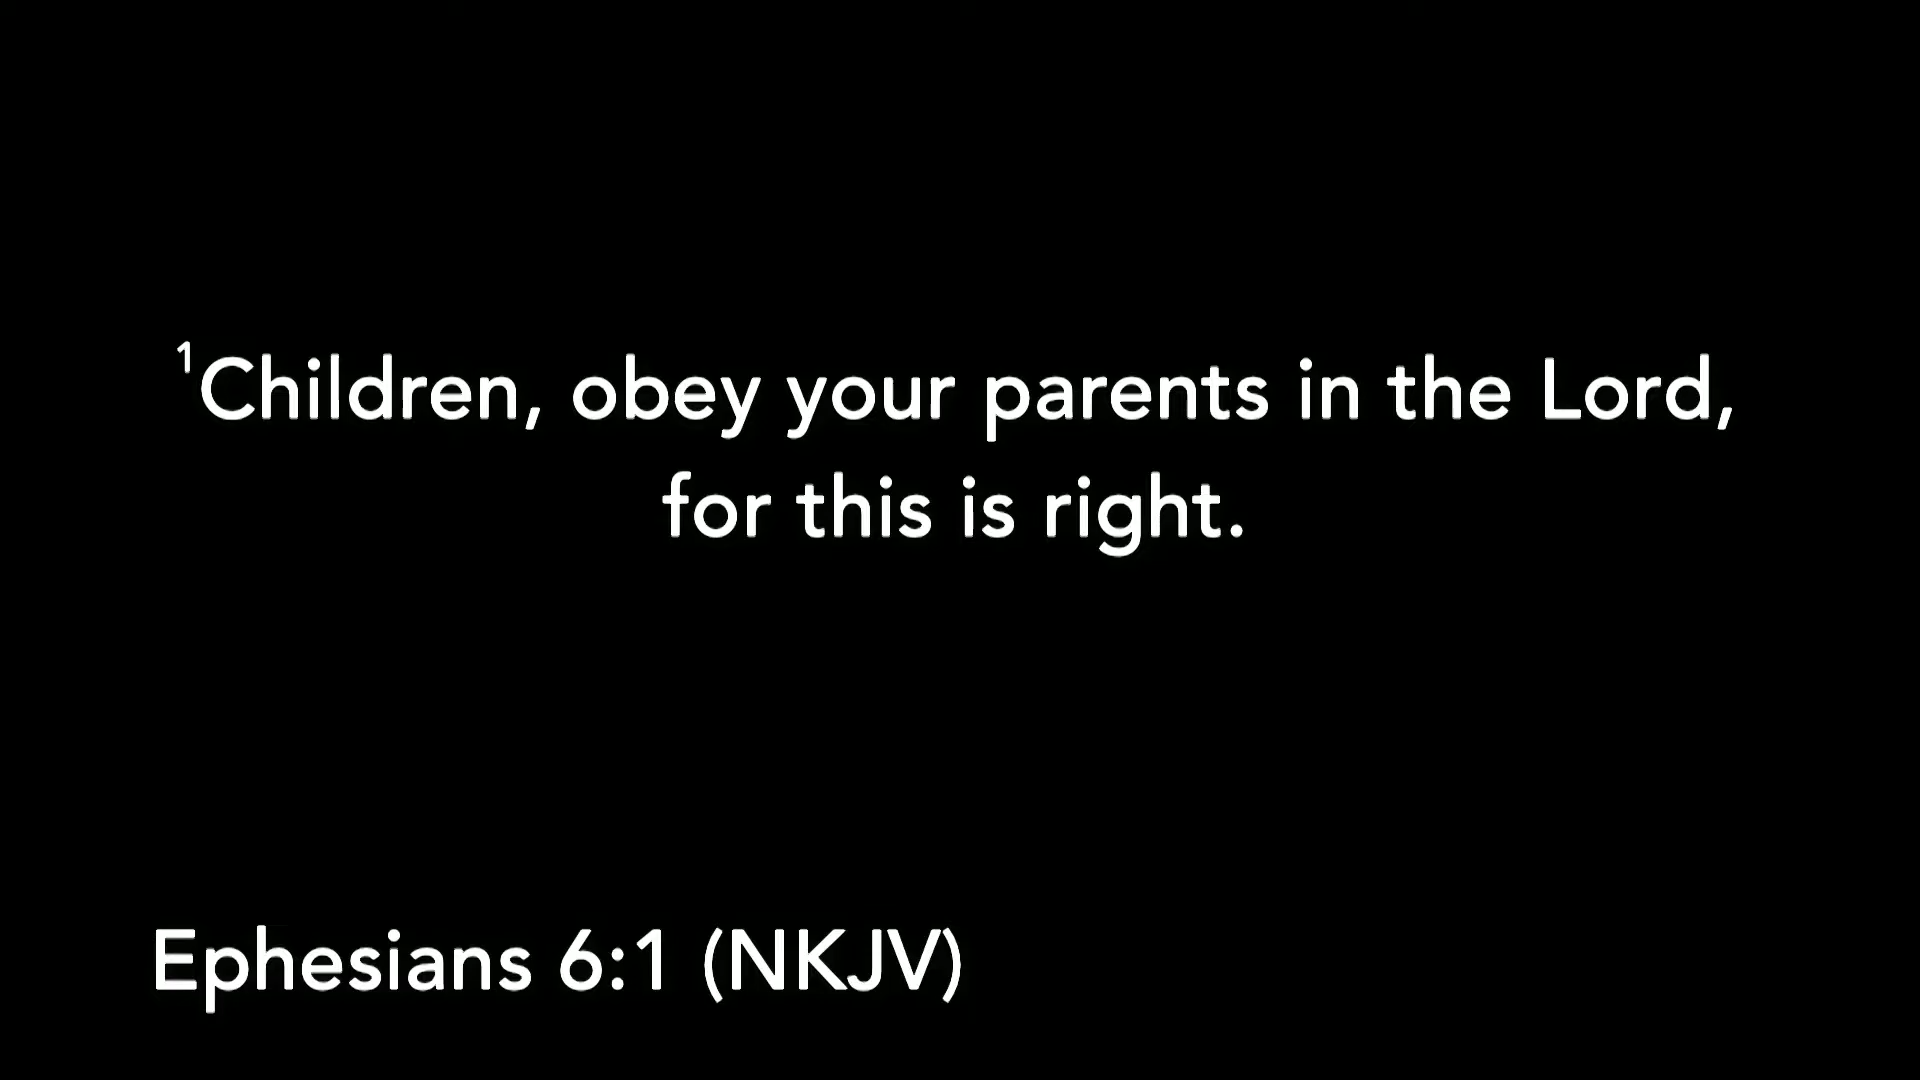 ¹Children, obey your parents in the Lord,
for this is right.
Ephesians 6:1 (NKJV)